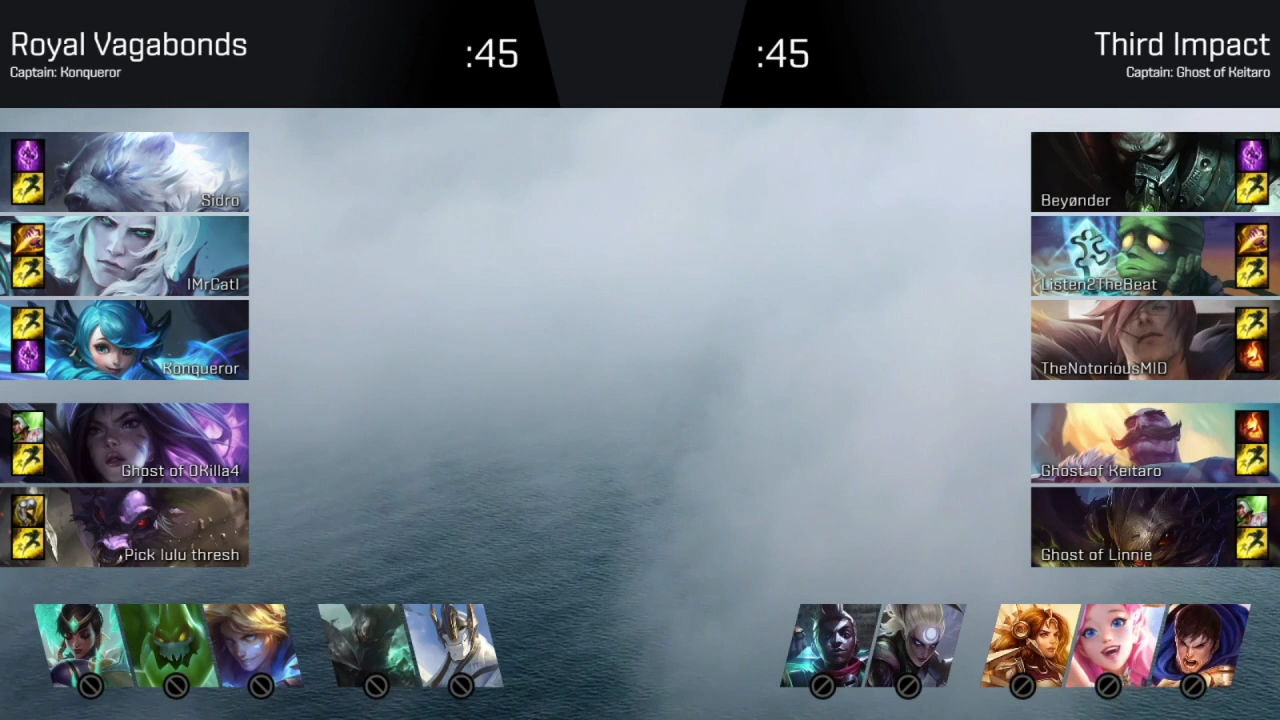 Royal Vagabonds
Captain: Konqueror
:45
:45
Third Impact
Captain: Ghost of Keitaro
Sidro
IMrCatI
Konqueror
Ghost of DKilla4
Pick lulu thresh
Beyønder
Listen2TheBeat
TheNotoriousMID
Ghost of Keitaro
Ghost of Linnie